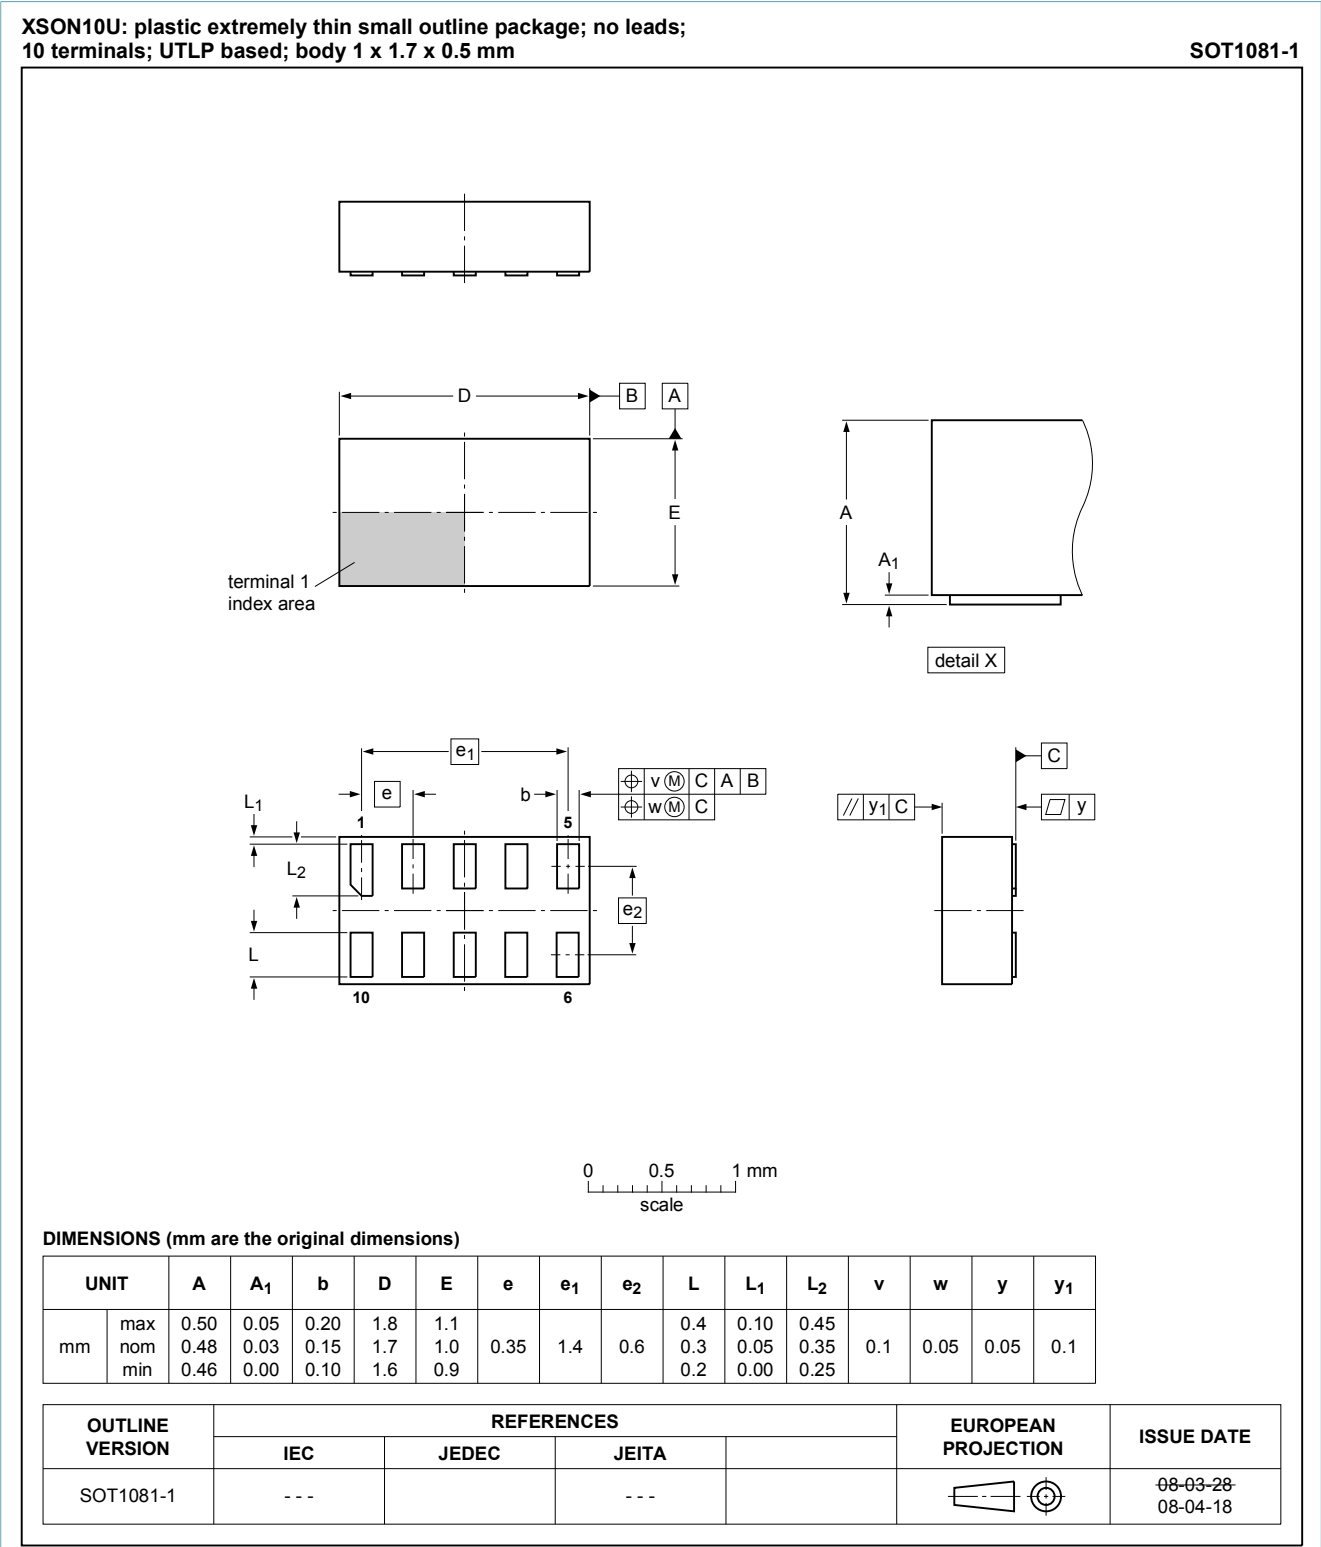 XSON10U: plastic extremely thin small outline package; no leads;
10 terminals; UTLP based; body 1 x 1.7 x 0.5 mm
SOT1081-1
D
B
A
E
terminal 1
index area
A
A1
detail X
e1
e
b
v Ⓜ C A B
w Ⓜ C
L1
1
5
L2
e2
L
10
6
C
// y1 C
y
0 0.5 1 mm
scale
DIMENSIONS (mm are the original dimensions)
UNIT A A1 b D E e e1 e2 L L1 L2 v w y y1
mm
max 0.50 0.05 0.20 1.8 1.1 0.4 0.10 0.45
nom 0.48 0.03 0.15 1.7 1.0 0.35 1.4 0.6 0.3 0.05 0.35 0.1 0.05 0.05 0.1
min 0.46 0.00 0.10 1.6 0.9 0.2 0.00 0.25
OUTLINE
VERSION
REFERENCES
IEC JEDEC JEITA
EUROPEAN
PROJECTION
ISSUE DATE
SOT1081-1 - - - - - -
08-03-28
08-04-18